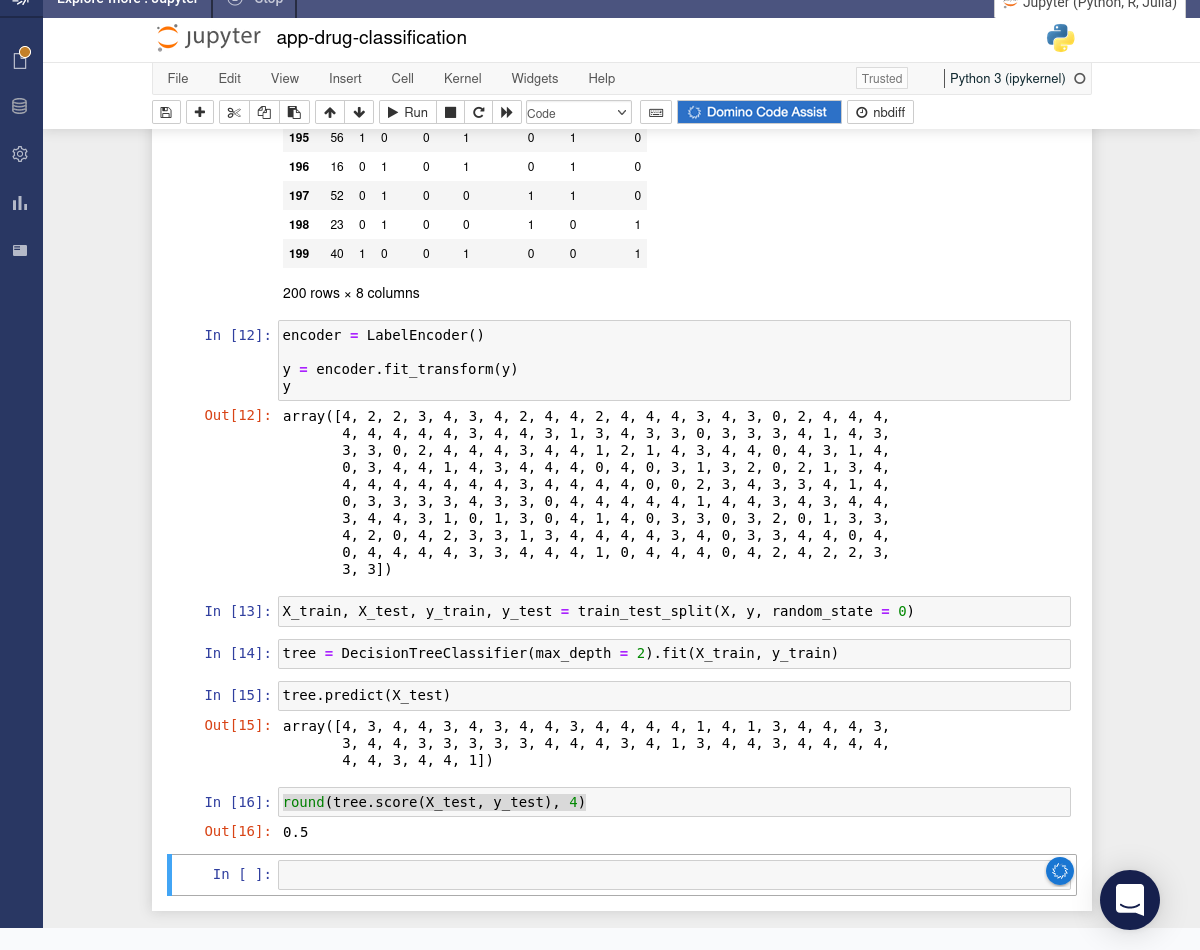 Explore more : Jupyter
Stop
Jupyter (Python, R, Julia)
jupyter app-drug-classification
File Edit View Insert Cell Kernel Widgets Help Trusted Python 3 (ipykernel)
Run Code Domino Code Assist nbdiff
195 56 1 0 0 1 0 1 0
196 16 0 1 0 1 0 1 0
197 52 0 1 0 0 1 1 0
198 23 0 1 0 0 1 0 1
199 40 1 0 0 1 0 0 1
200 rows × 8 columns
In [12]: encoder = LabelEncoder()
y = encoder.fit_transform(y)
y
Out[12]: array([4, 2, 2, 3, 4, 3, 4, 2, 4, 4, 2, 4, 4, 4, 3, 4, 3, 0, 2, 4, 4, 4,
4, 4, 4, 4, 4, 3, 4, 4, 3, 1, 3, 4, 3, 3, 0, 3, 3, 3, 4, 1, 4, 3,
3, 3, 0, 2, 4, 4, 4, 3, 4, 4, 1, 2, 1, 4, 3, 4, 4, 0, 4, 3, 1, 4,
0, 3, 4, 4, 1, 4, 3, 4, 4, 4, 0, 4, 0, 3, 1, 3, 2, 0, 2, 1, 3, 4,
4, 4, 4, 4, 4, 4, 4, 3, 4, 4, 4, 4, 0, 0, 2, 3, 4, 3, 3, 4, 1, 4,
0, 3, 3, 3, 3, 4, 3, 3, 0, 4, 4, 4, 4, 4, 1, 4, 4, 3, 4, 3, 4, 4,
3, 4, 4, 3, 1, 0, 1, 3, 0, 4, 1, 4, 0, 3, 3, 0, 3, 2, 0, 1, 3, 3,
4, 2, 0, 4, 2, 3, 3, 1, 3, 4, 4, 4, 4, 3, 4, 0, 3, 3, 4, 4, 0, 4,
0, 4, 4, 4, 4, 3, 3, 4, 4, 4, 1, 0, 4, 4, 4, 0, 4, 2, 4, 2, 2, 3,
3, 3])
In [13]: X_train, X_test, y_train, y_test = train_test_split(X, y, random_state = 0)
In [14]: tree = DecisionTreeClassifier(max_depth = 2).fit(X_train, y_train)
In [15]: tree.predict(X_test)
Out[15]: array([4, 3, 4, 4, 3, 4, 3, 4, 4, 3, 4, 4, 4, 4, 1, 4, 1, 3, 4, 4, 4, 3,
3, 4, 4, 3, 3, 3, 3, 3, 4, 4, 4, 3, 4, 1, 3, 4, 4, 3, 4, 4, 4, 4,
4, 4, 3, 4, 4, 1])
In [16]: round(tree.score(X_test, y_test), 4)
Out[16]: 0.5
In [ ]: